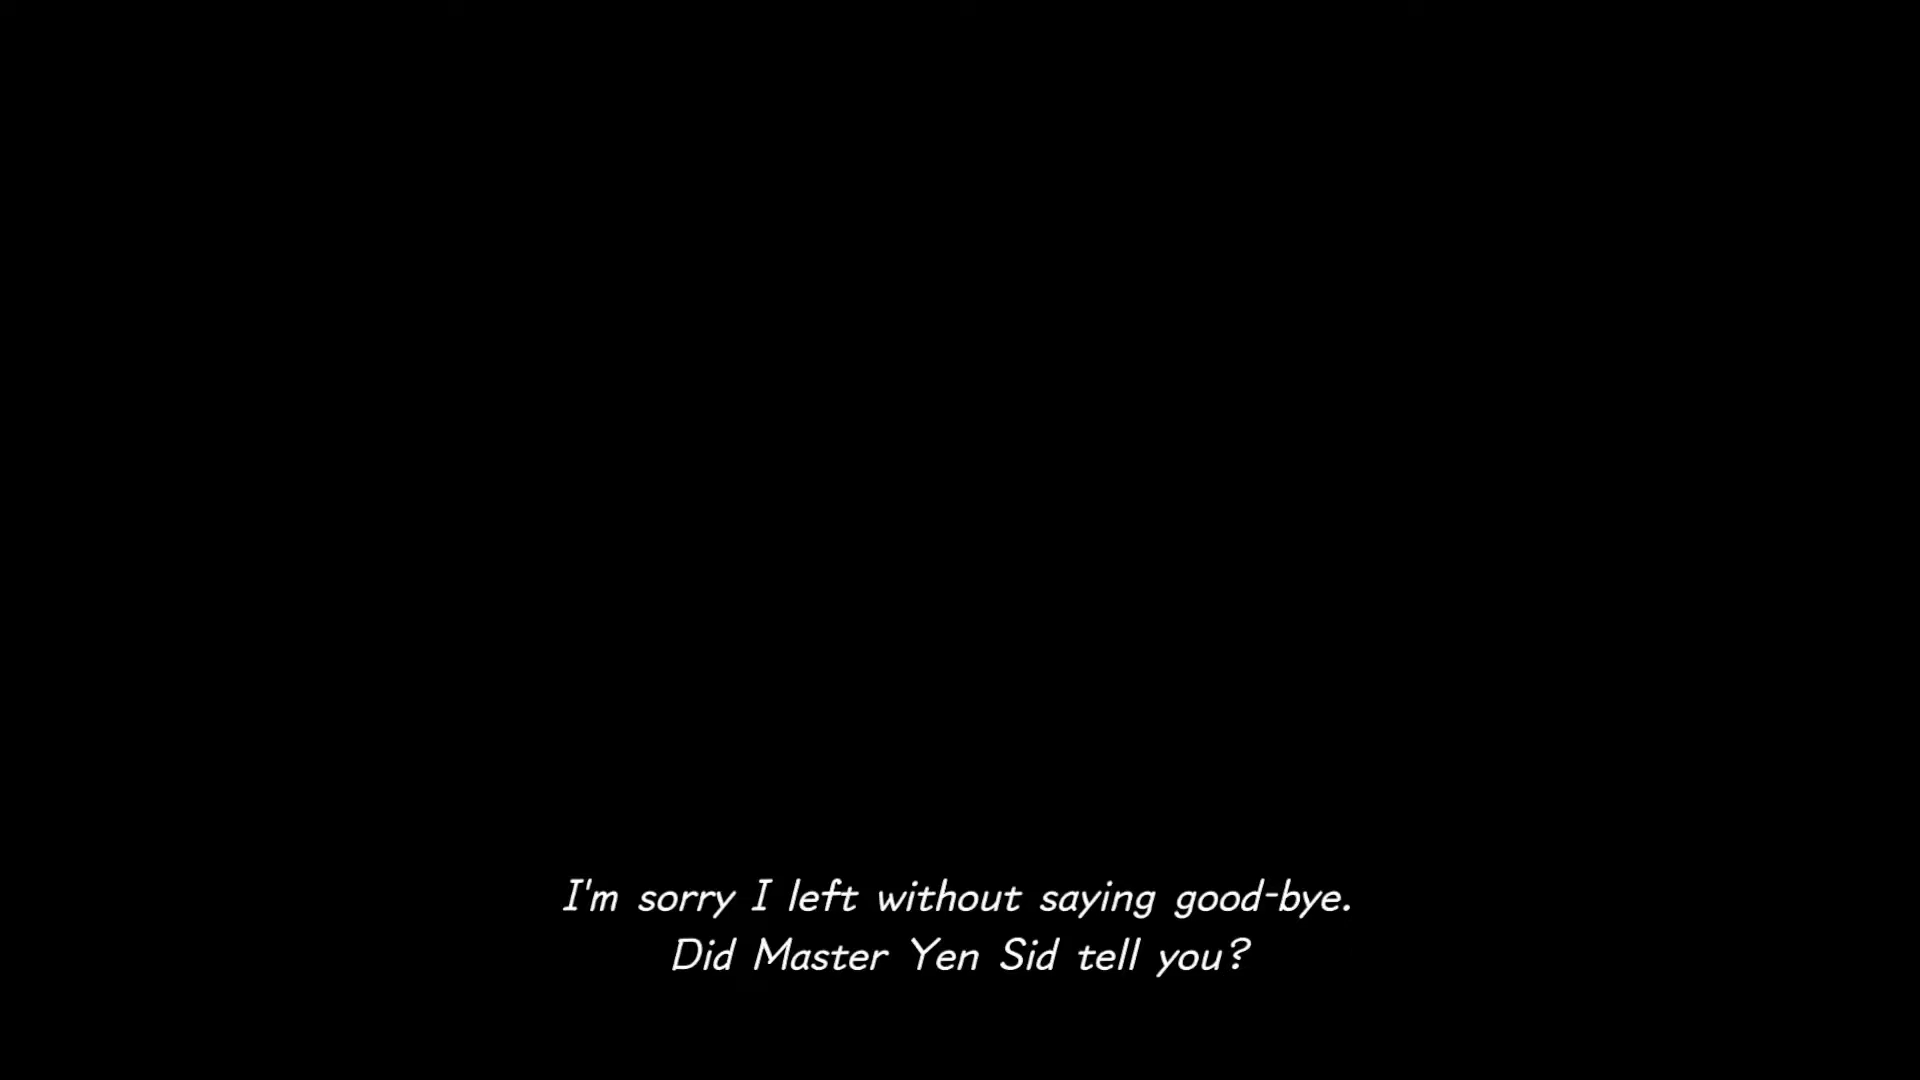 I'm sorry I left without saying good-bye.
Did Master Yen Sid tell you?